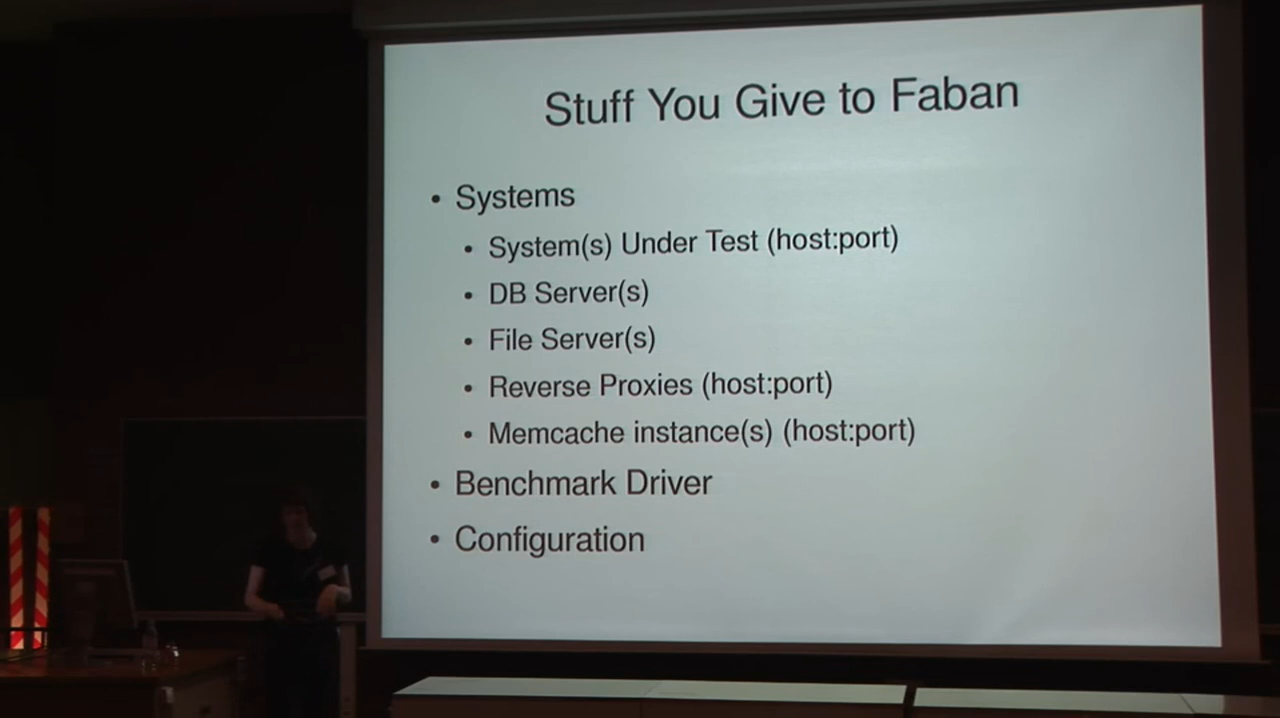 Stuff You Give to Faban
• Systems
• System(s) Under Test (host:port)
• DB Server(s)
• File Server(s)
• Reverse Proxies (host:port)
• Memcache instance(s) (host:port)
• Benchmark Driver
• Configuration